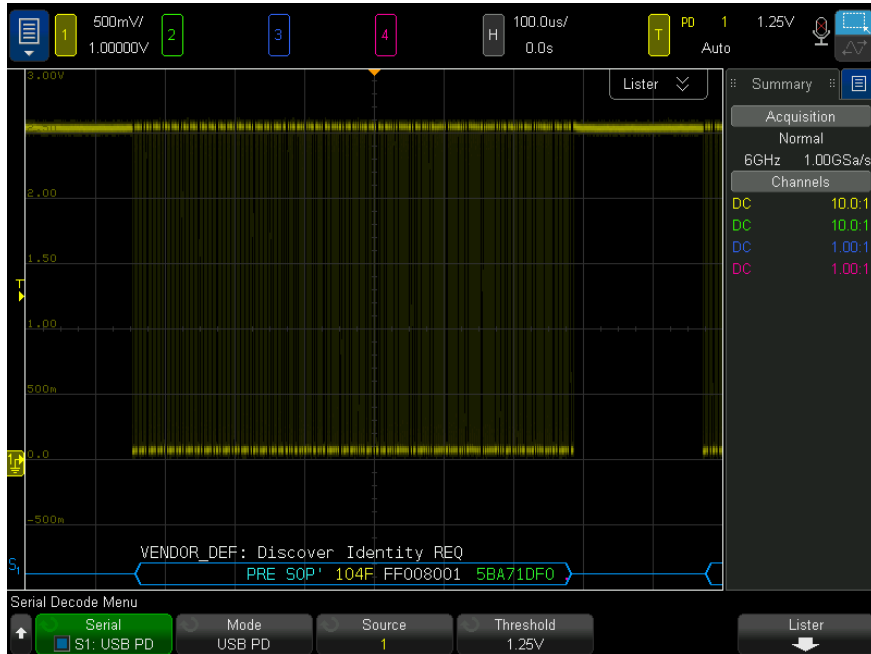 1 500mV/ 1.00000V 2 3 4 H 100.0us/ 0.0s T PD 1 1.25V Auto
3.00V
Lister
Summary
Acquisition
Normal
6GHz 1.00GSa/s
Channels
DC 10.0:1
DC 10.0:1
DC 1.00:1
DC 1.00:1
2.00
1.50
T
1.00
500m
1 0.0
-500m
VENDOR_DEF: Discover Identity REQ
S1
PRE SOP' 104F FF008001 5BA71DF0
Serial Decode Menu
Serial
S1: USB PD
Mode
USB PD
Source
1
Threshold
1.25V
Lister